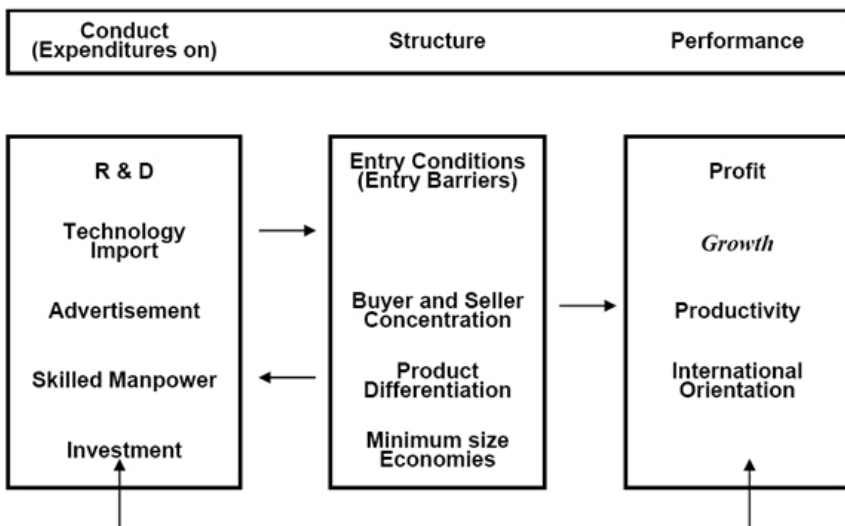 Conduct
(Expenditures on)
Structure
Performance
R & D
Technology
Import
Advertisement
Skilled Manpower
Investment
Entry Conditions
(Entry Barriers)
Buyer and Seller
Concentration
Product
Differentiation
Minimum size
Economies
Profit
Growth
Productivity
International
Orientation